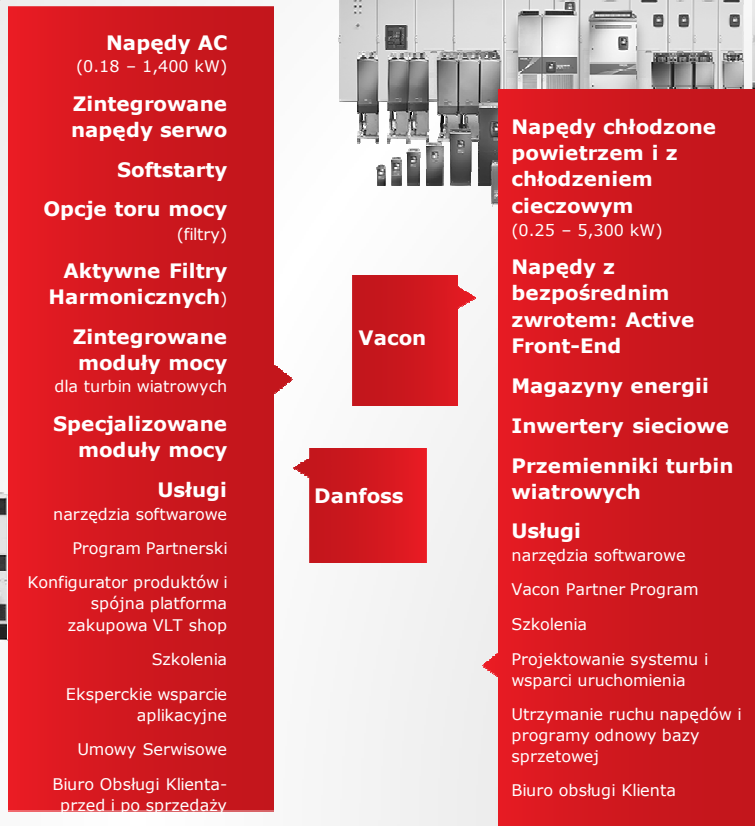 Napędy AC
(0.18 – 1,400 kW)
Zintegrowane
napędy serwo
Softstarty
Opcje toru mocy
(filtry)
Aktywne Filtry
Harmonicznych)
Zintegrowane
moduły mocy
dla turbin wiatrowych
Specjalizowane
moduły mocy
Usługi
narzędzia softwarowe
Program Partnerski
Konfigurator produktów i
spójna platforma
zakupowa VLT shop
Szkolenia
Eksperckie wsparcie
aplikacyjne
Umowy Serwisowe
Biuro Obsługi Klienta-
przed i po sprzedaży
Vacon
Danfoss
Napędy chłodzone
powietrzem i z
chłodzeniem
cieczowym
(0.25 – 5,300 kW)
Napędy z
bezpośrednim
zwrotem: Active
Front-End
Magazyny energii
Inwertery sieciowe
Przemienniki turbin
wiatrowych
Usługi
narzędzia softwarowe
Vacon Partner Program
Szkolenia
Projektowanie systemu i
wsparci uruchomienia
Utrzymanie ruchu napędów i
programy odnowy bazy
sprzetowej
Biuro obsługi Klienta